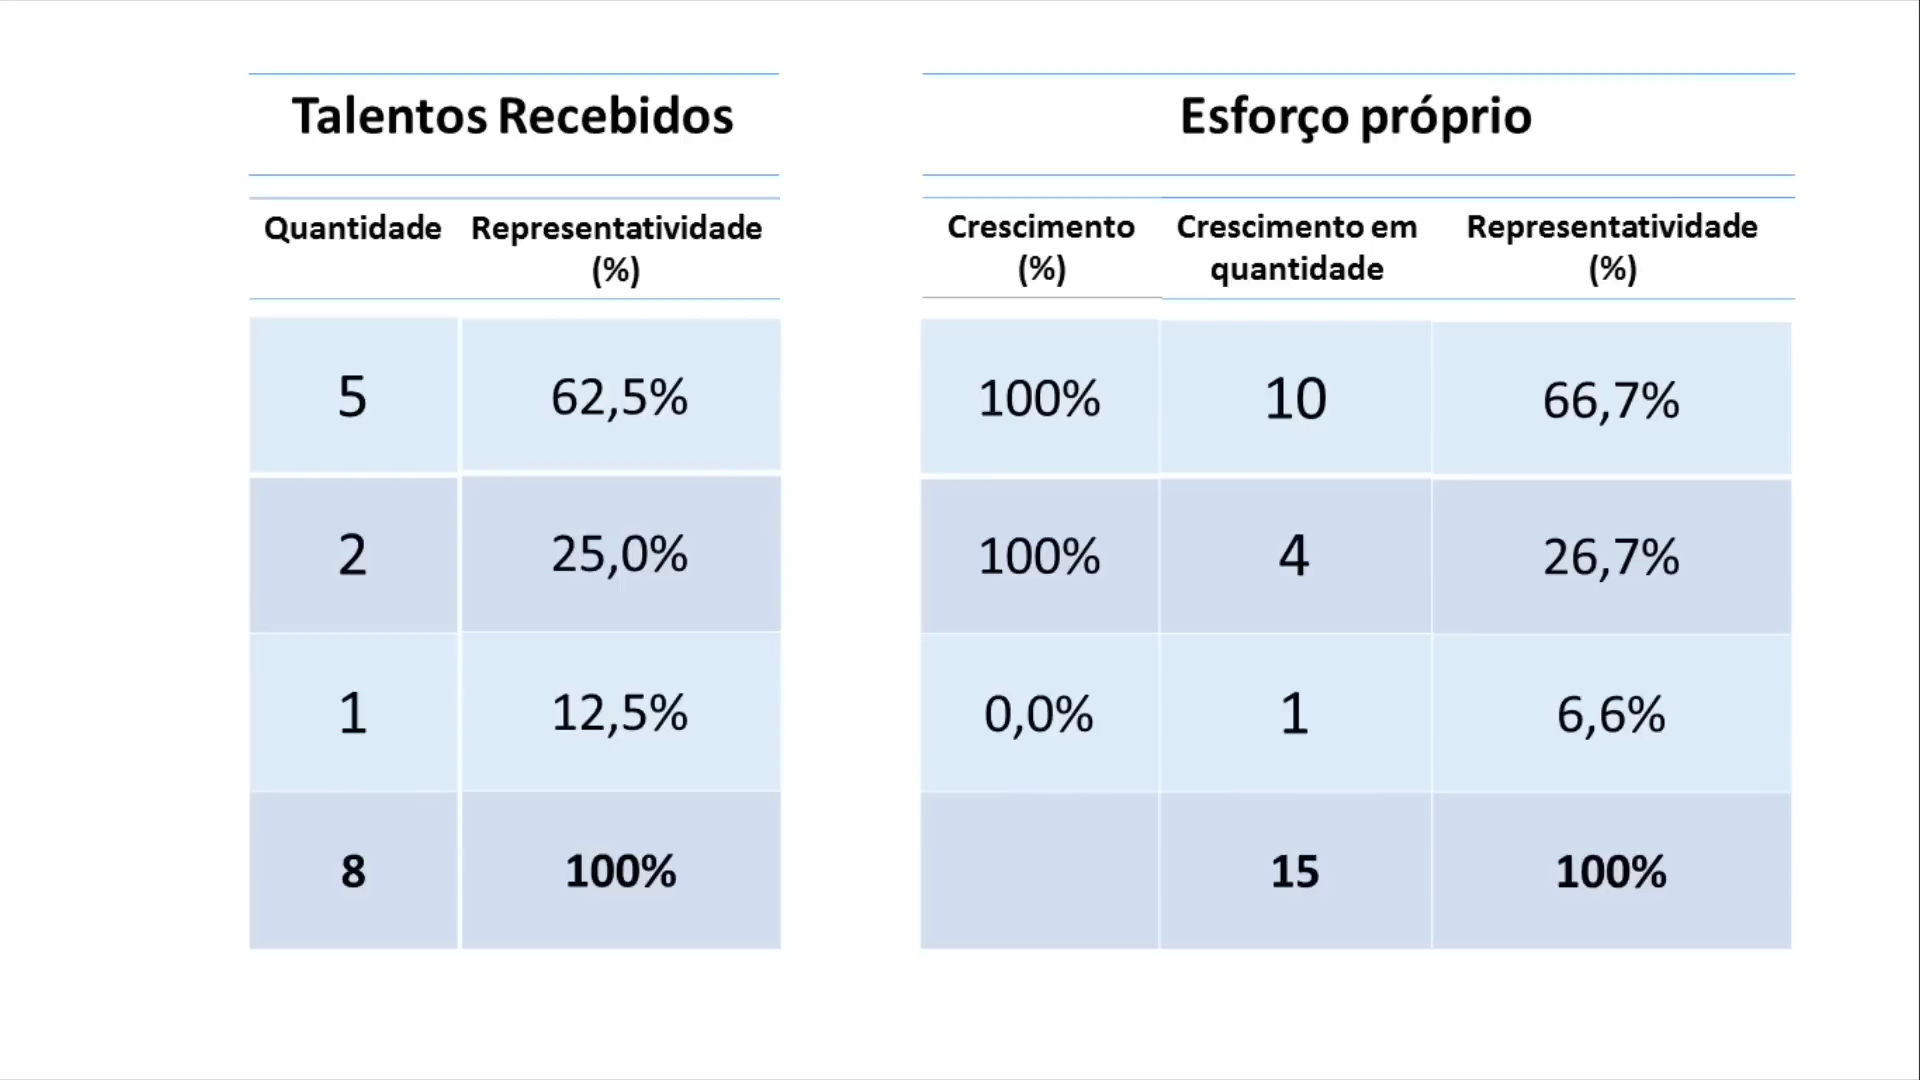 Talentos Recebidos
Quantidade Representatividade
(%)
5 62,5%
2 25,0%
1 12,5%
8 100%
Esforço próprio
Crescimento Crescimento em Representatividade
(%) quantidade (%)
100% 10 66,7%
100% 4 26,7%
0,0% 1 6,6%
15 100%